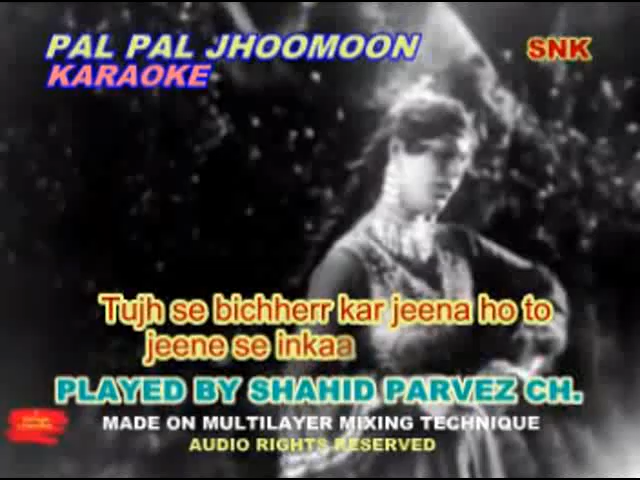 PAL PAL JHOOMOON
SNK
KARAOKE
Tujh se bichherr kar jeena ho to
jeene se inkaa
PLAYED BY SHAHID PARVEZ CH.
MADE ON MULTILAYER MIXING TECHNIQUE
AUDIO RIGHTS RESERVED